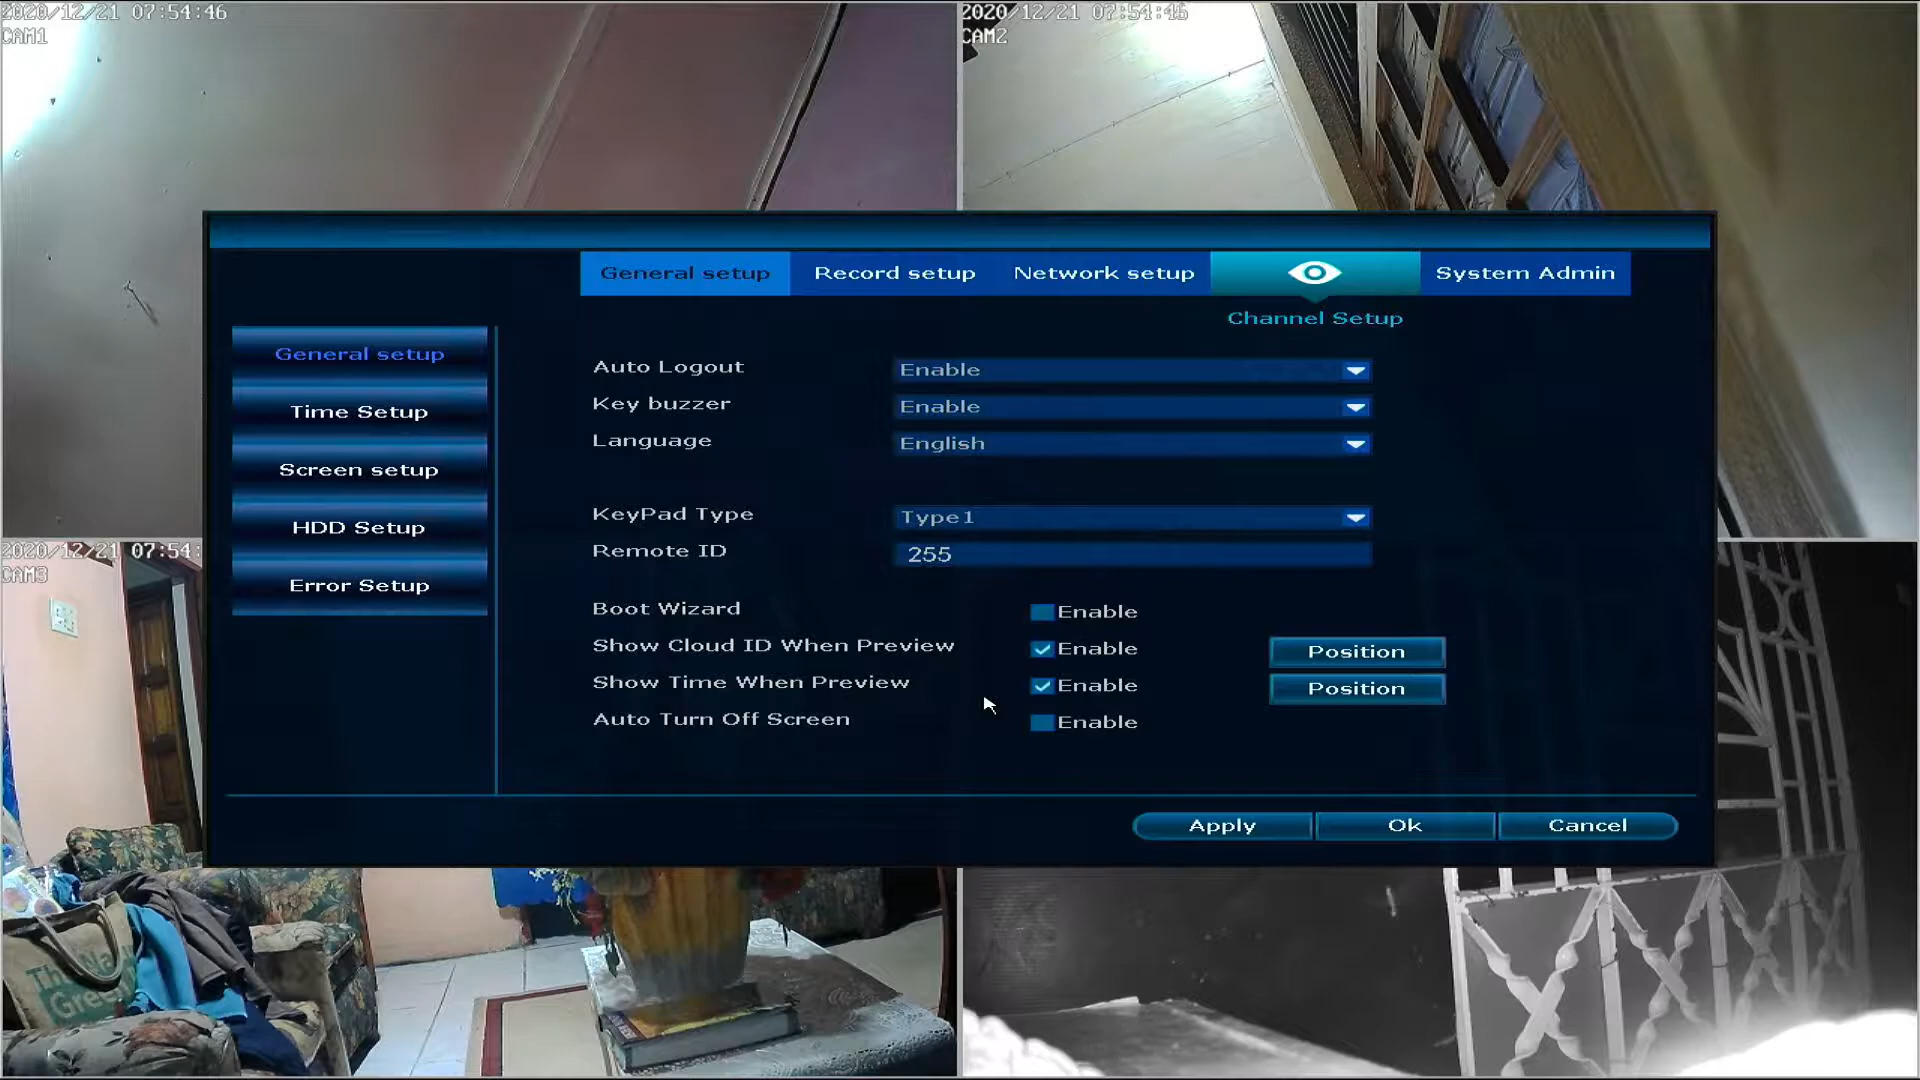 2020/12/21 07:54:46
CAM1
2020/12/21 07:54:46
CAM2
General setup
Record setup
Network setup
System Admin
Channel Setup
General setup
Time Setup
Screen setup
HDD Setup
Error Setup
Auto Logout Enable
Key buzzer Enable
Language English
KeyPad Type Type1
Remote ID 255
Boot Wizard Enable
Show Cloud ID When Preview Enable Position
Show Time When Preview Enable Position
Auto Turn Off Screen Enable
Apply Ok Cancel
2020/12/21 07:54:
CAM3